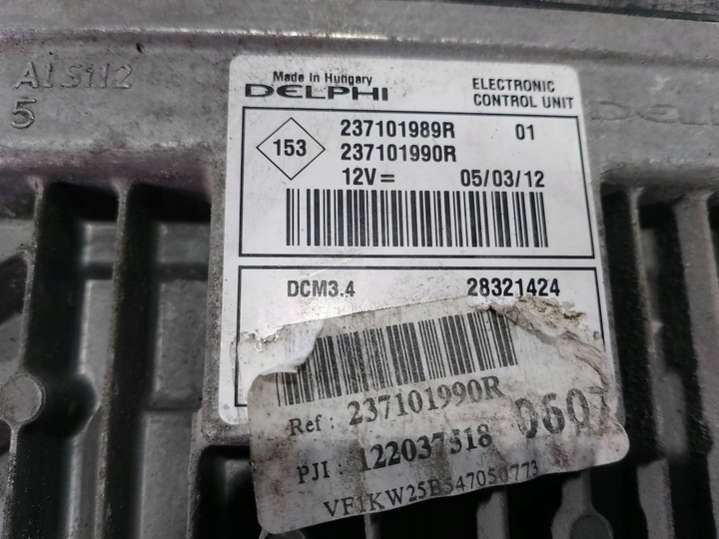 AlSi12
5
Made in Hungary
DELPHI
ELECTRONIC
CONTROL UNIT
153
237101989R 01
237101990R
12V= 05/03/12
DCM3.4 28321424
Ref : 237101990R
PJI : 122037518 0607
VF1KW25B547050773